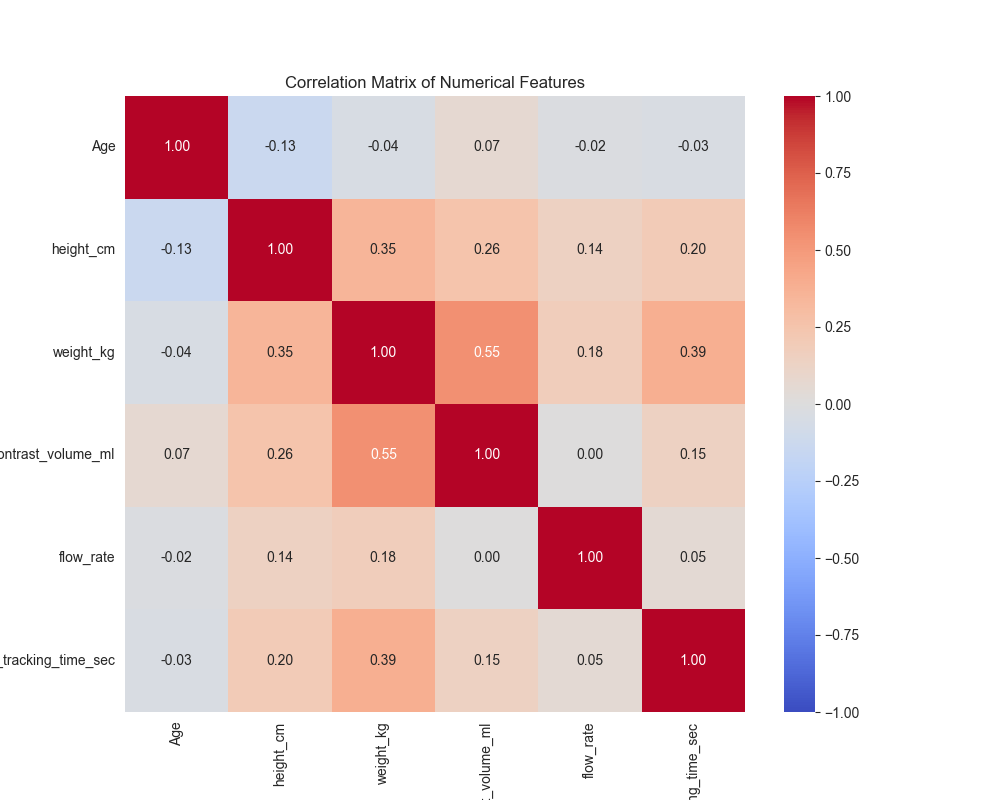 Correlation Matrix of Numerical Features
Age 1.00 -0.13 -0.04 0.07 -0.02 -0.03
height_cm -0.13 1.00 0.35 0.26 0.14 0.20
weight_kg -0.04 0.35 1.00 0.55 0.18 0.39
ontrast_volume_ml 0.07 0.26 0.55 1.00 0.00 0.15
flow_rate -0.02 0.14 0.18 0.00 1.00 0.05
_tracking_time_sec -0.03 0.20 0.39 0.15 0.05 1.00
Age height_cm weight_kg t_volume_ml flow_rate ng_time_sec
1.00
0.75
0.50
0.25
0.00
−0.25
−0.50
−0.75
−1.00